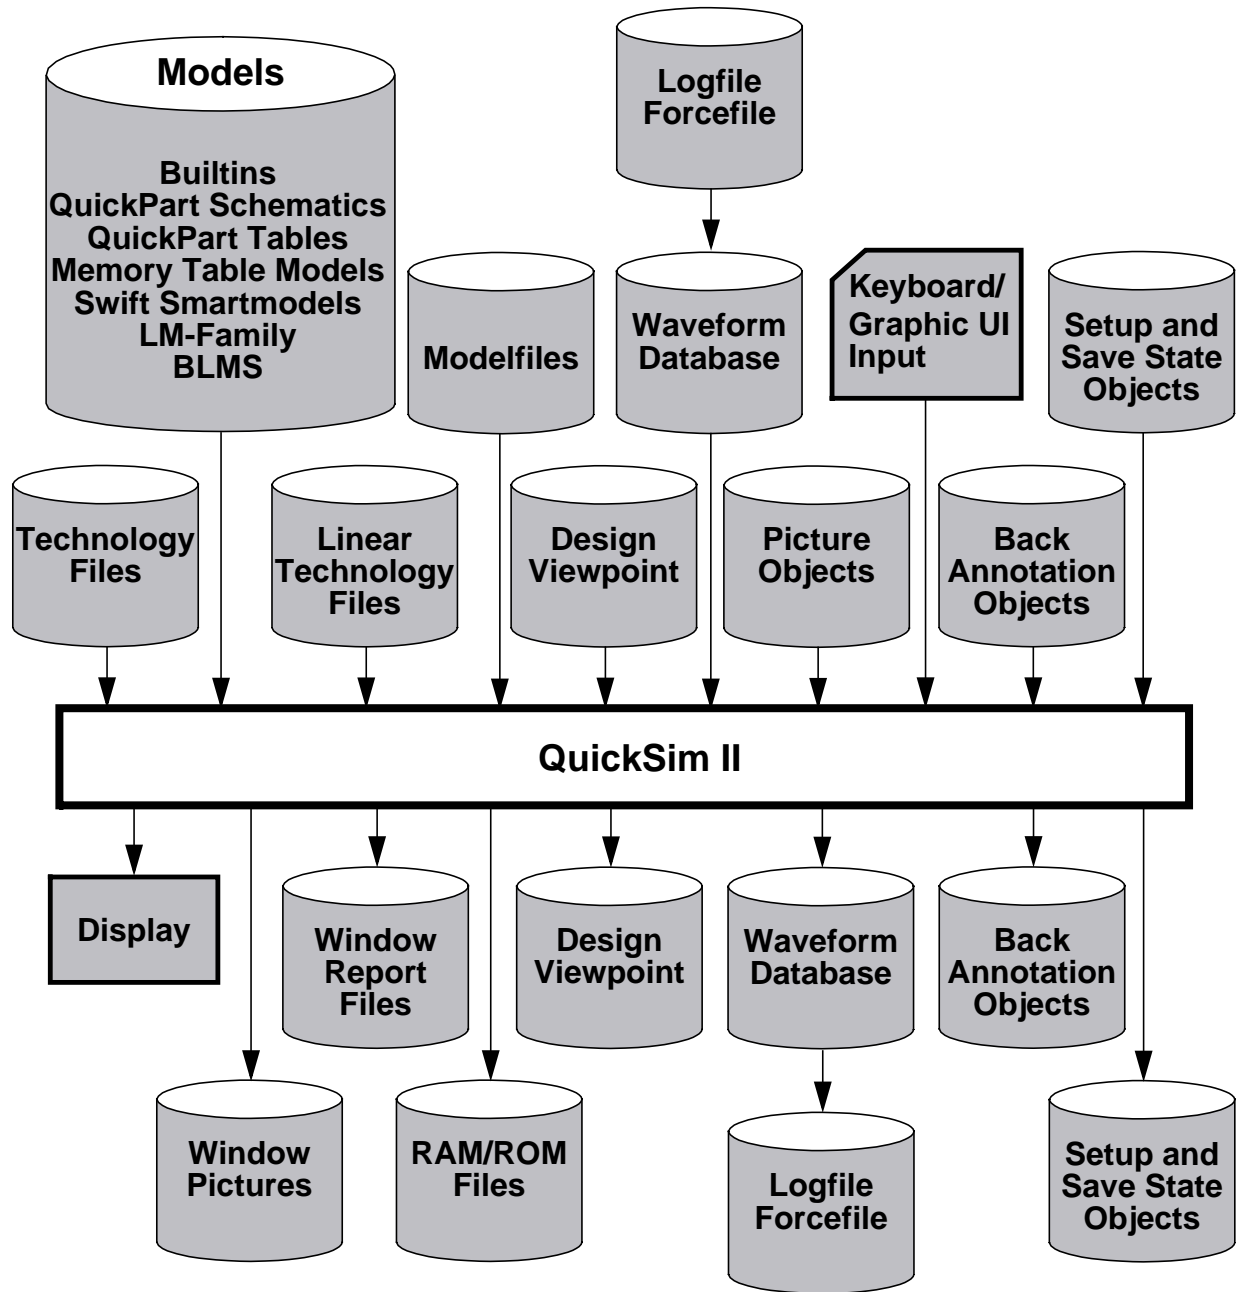 Models
Builtins
QuickPart Schematics
QuickPart Tables
Memory Table Models
Swift Smartmodels
LM-Family
BLMS
Logfile
Forcefile
Modelfiles
Waveform
Database
Keyboard/
Graphic UI
Input
Setup and
Save State
Objects
Technology
Files
Linear
Technology
Files
Design
Viewpoint
Picture
Objects
Back
Annotation
Objects
QuickSim II
Display
Window
Report
Files
Design
Viewpoint
Waveform
Database
Back
Annotation
Objects
Window
Pictures
RAM/ROM
Files
Logfile
Forcefile
Setup and
Save State
Objects